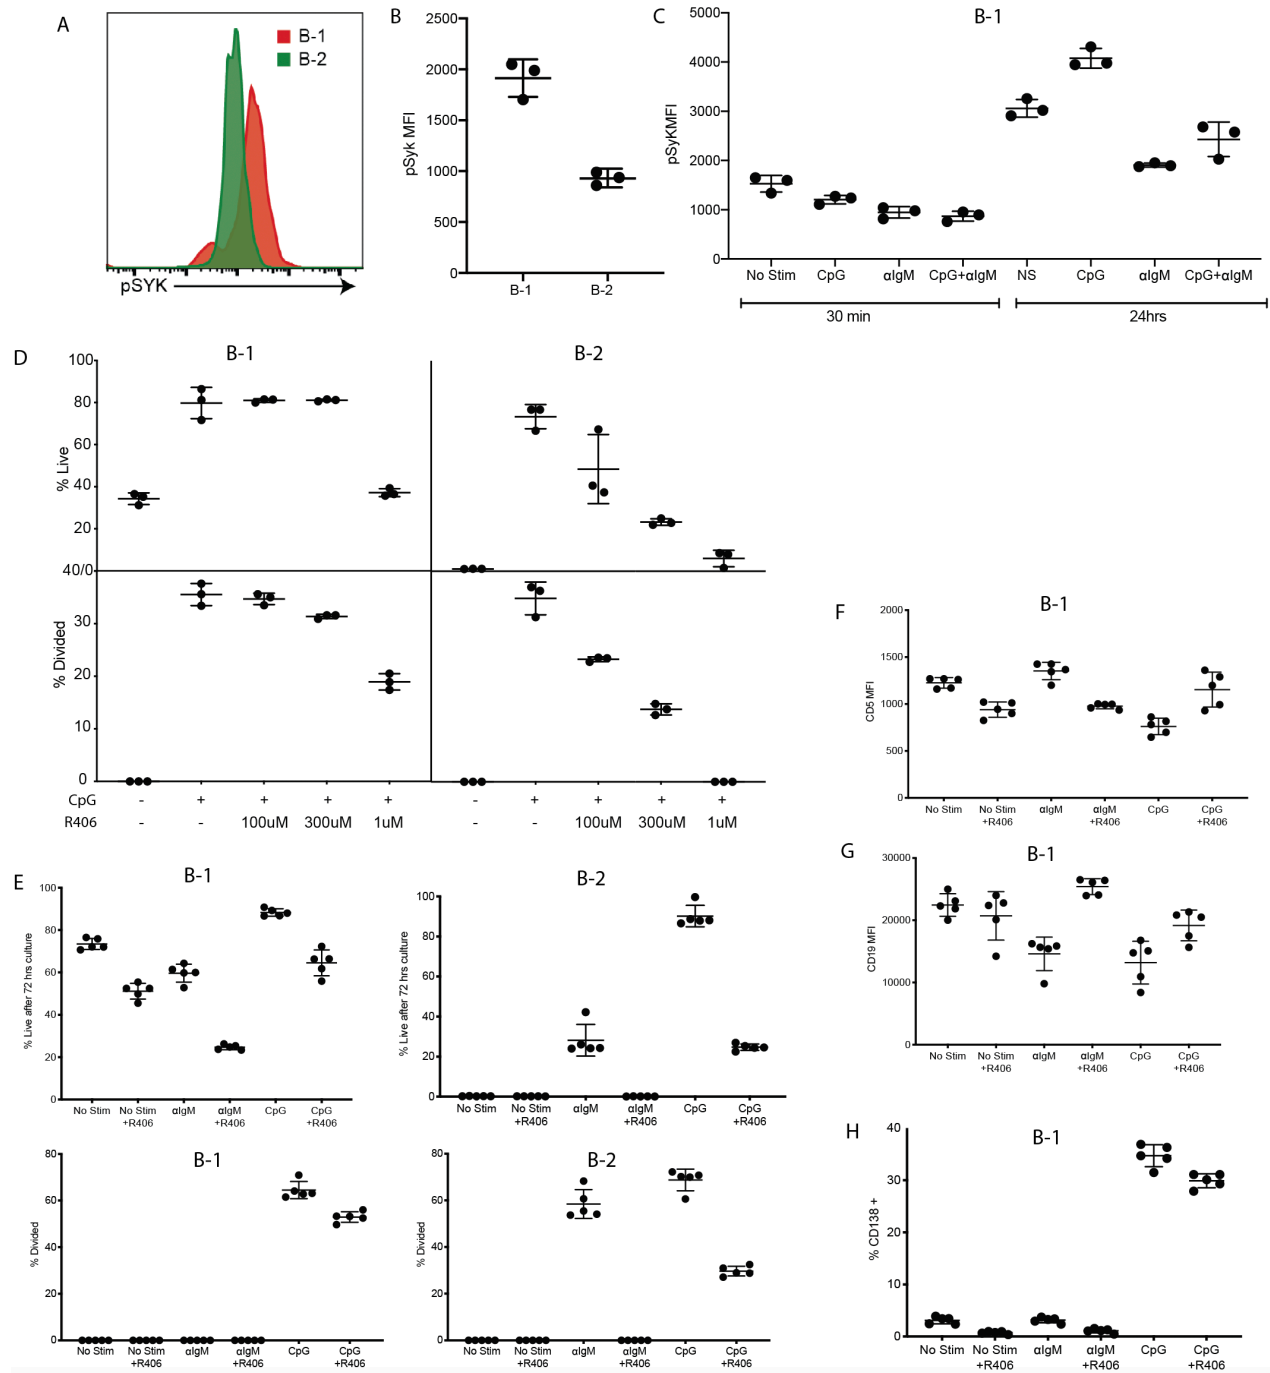 A
B-1
B-2
pSYK
B
pSyk MFI
2500
2000
1500
1000
500
0
B-1
B-2
C
B-1
pSyKMFI
5000
4000
3000
2000
1000
0
No Stim
CpG
αIgM
CpG+αIgM
NS
CpG
αIgM
CpG+αIgM
30 min
24hrs
D
B-1
B-2
% Live
100
80
60
40
20
40/0
% Divided
30
20
10
0
CpG - + + + + - + + + +
R406 - - 100uM 300uM 1uM - - 100uM 300uM 1uM
E
B-1
% Live after 72 hrs culture
100
80
60
40
20
0
No Stim
No Stim
+R406
αIgM
αIgM
+R406
CpG
CpG
+R406
B-2
% Live after 72 hrs culture
100
80
60
40
20
0
No Stim
No Stim
+R406
αIgM
αIgM
+R406
CpG
CpG
+R406
B-1
% Divided
80
60
40
20
0
No Stim
No Stim
+R406
αIgM
αIgM
+R406
CpG
CpG
+R406
B-2
% Divided
80
60
40
20
0
No Stim
No Stim
+R406
αIgM
αIgM
+R406
CpG
CpG
+R406
F
B-1
CD5 MFI
2000
1500
1000
500
0
No Stim
No Stim
+R406
αIgM
αIgM
+R406
CpG
CpG
+R406
G
B-1
CD19 MFI
30000
20000
10000
0
No Stim
No Stim
+R406
αIgM
αIgM
+R406
CpG
CpG
+R406
H
B-1
% CD138 +
40
30
20
10
0
No Stim
No Stim
+R406
αIgM
αIgM
+R406
CpG
CpG
+R406